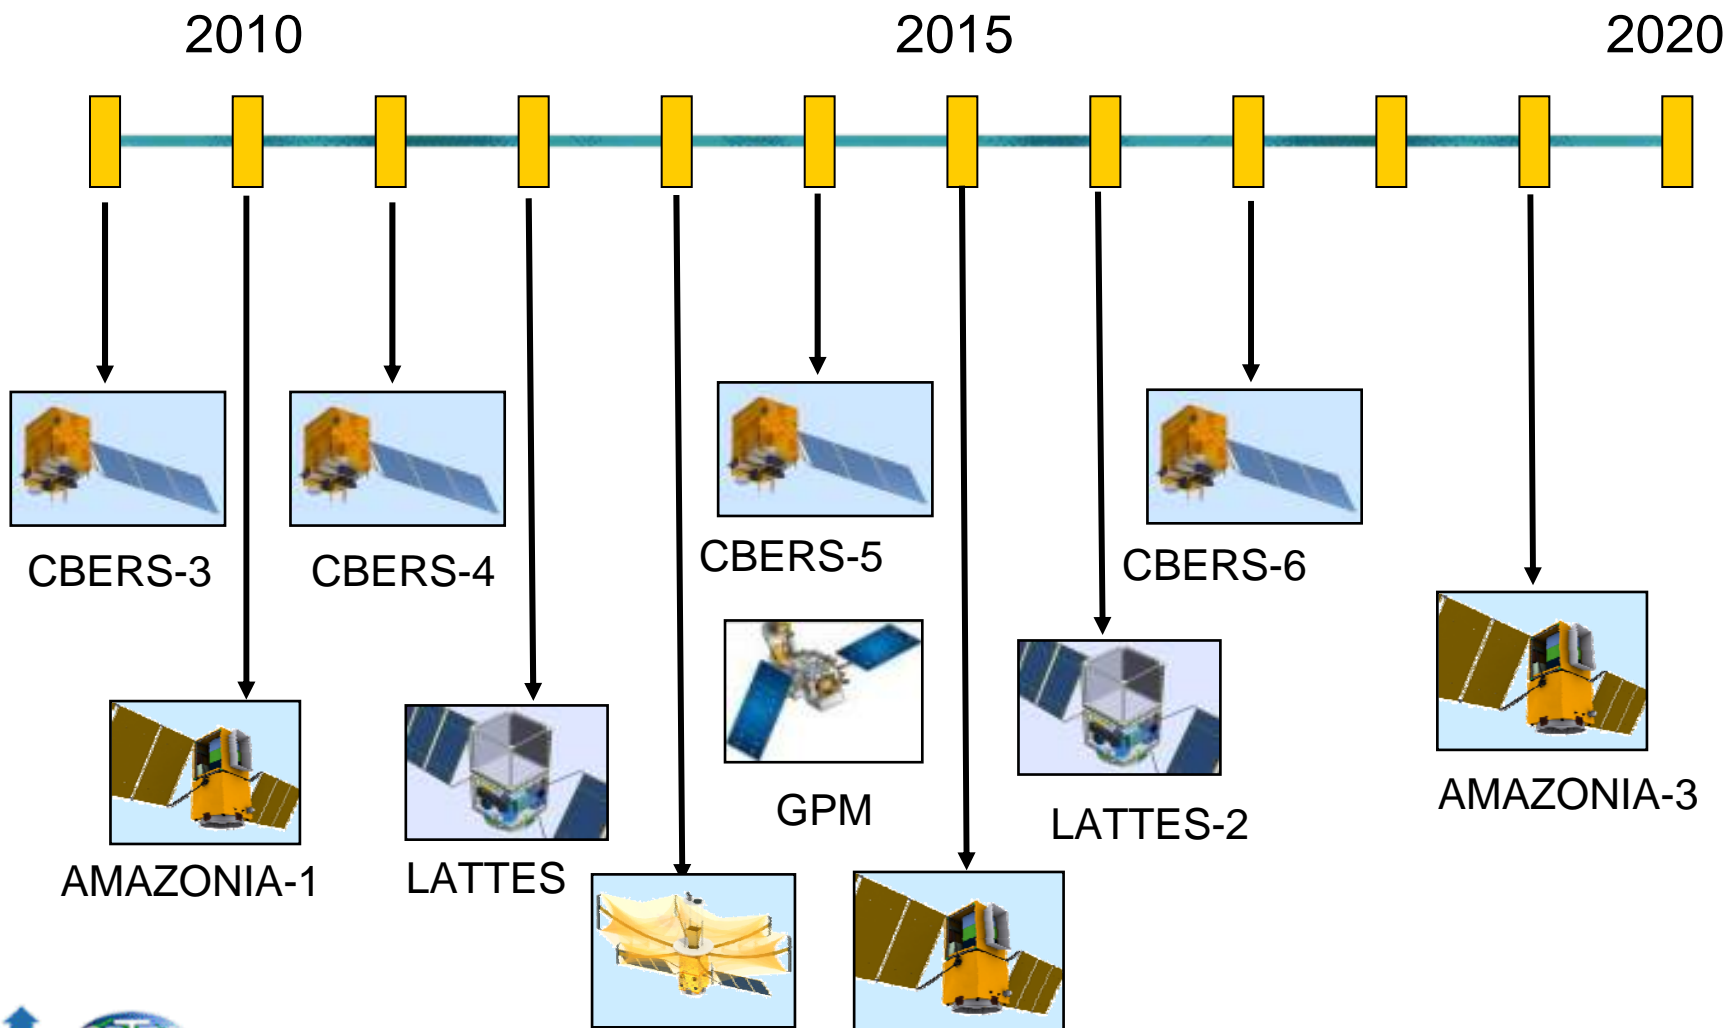 2010 2015 2020
CBERS-3 CBERS-4 CBERS-5 CBERS-6
GPM
AMAZONIA-3
LATTES-2
AMAZONIA-1 LATTES